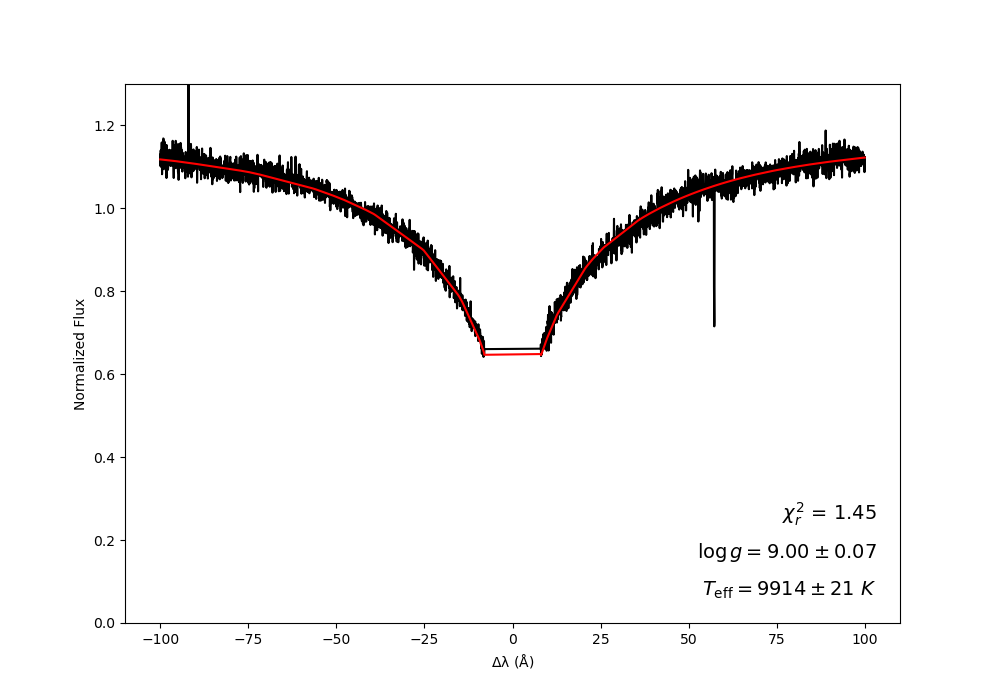 1.2
1.0
0.8
0.6
0.4
0.2
0.0
Normalized Flux
χ²ᵣ = 1.45
log g = 9.00 ± 0.07
T_eff = 9914 ± 21 K
−100 −75 −50 −25 0 25 50 75 100
Δλ (Å)